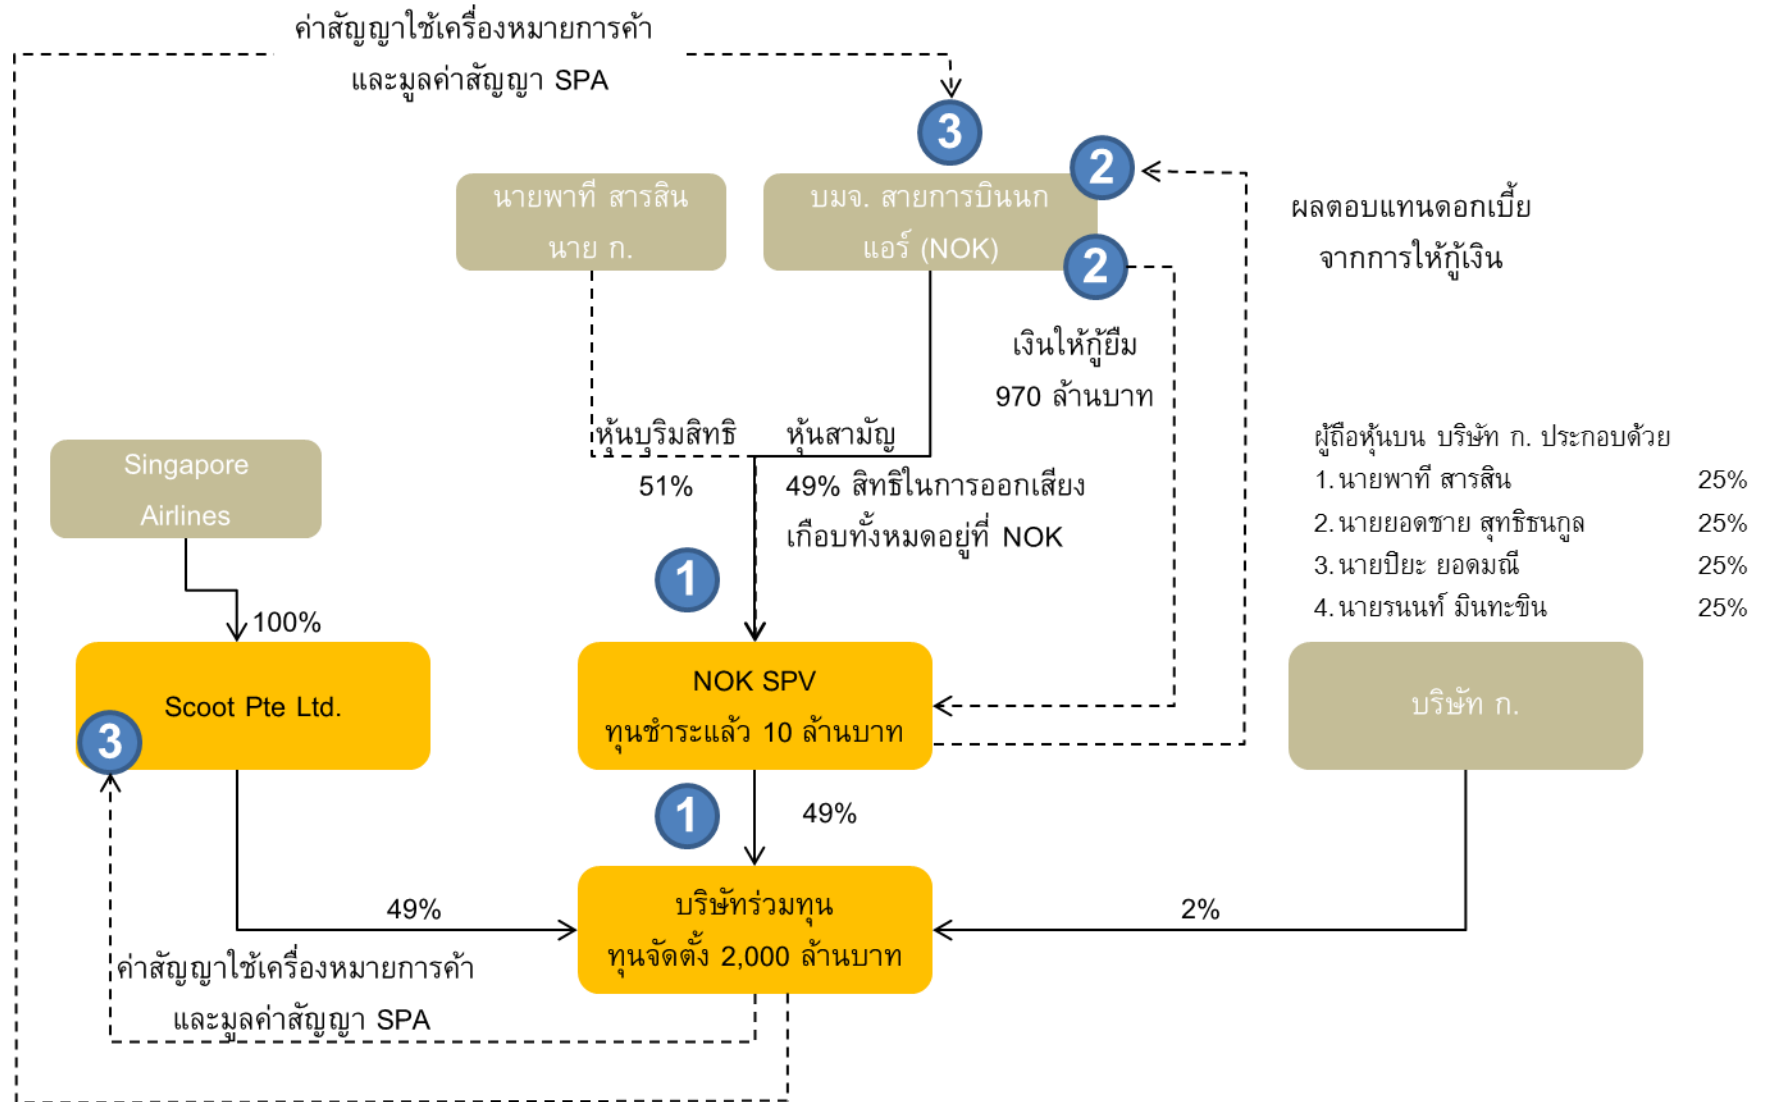 ค่าสัญญาใช้เครื่องหมายการค้า
และมูลค่าสัญญา SPA
3
2
นายพาที สารสิน
นาย ก.
บมจ. สายการบินนก
แอร์ (NOK)
2
ผลตอบแทนดอกเบี้ย
จากการให้กู้เงิน
เงินให้กู้ยืม
970 ล้านบาท
หุ้นบุริมสิทธิ
51%
หุ้นสามัญ
49% สิทธิในการออกเสียง
เกือบทั้งหมดอยู่ที่ NOK
Singapore
Airlines
ผู้ถือหุ้นบน บริษัท ก. ประกอบด้วย
1. นายพาที สารสิน 25%
2. นายยอดชาย สุทธิธนกูล 25%
3. นายปิยะ ยอดมณี 25%
4. นายรนนท์ มินทะขิน 25%
1
100%
Scoot Pte Ltd.
3
NOK SPV
ทุนชำระแล้ว 10 ล้านบาท
บริษัท ก.
1
49%
49%
บริษัทร่วมทุน
ทุนจัดตั้ง 2,000 ล้านบาท
2%
ค่าสัญญาใช้เครื่องหมายการค้า
และมูลค่าสัญญา SPA